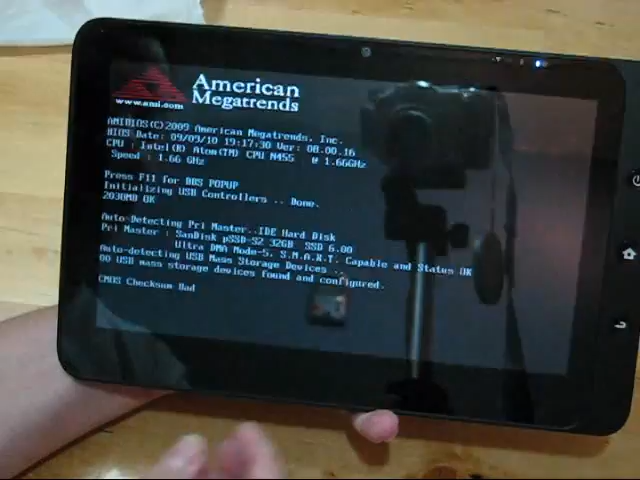 American
Megatrends
www.ami.com
AMIBIOS(C)2009 American Megatrends, Inc.
BIOS Date: 09/09/10 19:17:30 Ver: 08.00.16
CPU : Intel(R) Atom(TM) CPU N455 @ 1.66GHz
Speed : 1.66 GHz
Press F11 for BBS POPUP
Initializing USB Controllers .. Done.
2038MB OK
Auto-Detecting Pri Master..IDE Hard Disk
Pri Master : SanDisk pSSD-S2 32GB SSD 6.00
Ultra DMA Mode-5, S.M.A.R.T. Capable and Status OK
Auto-detecting USB Mass Storage Devices ..
00 USB mass storage devices found and configured.
CMOS Checksum Bad